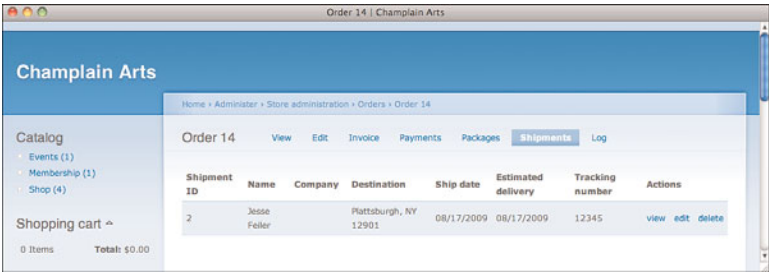 Order 14 | Champlain Arts
Champlain Arts
Home › Administer › Store administration › Orders › Order 14
Catalog
Events (1)
Membership (1)
Shop (4)
Shopping cart
0 Items Total: $0.00
Order 14 View Edit Invoice Payments Packages Shipments Log
Shipment ID Name Company Destination Ship date Estimated delivery Tracking number Actions
2 Jesse Feiler Plattsburgh, NY 12901 08/17/2009 08/17/2009 12345 view edit delete